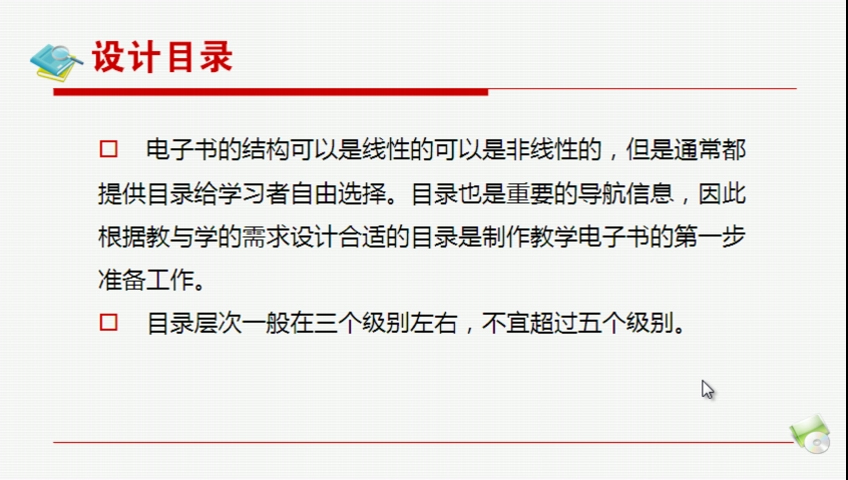 设计目录
电子书的结构可以是线性的可以是非线性的，但是通常都
提供目录给学习者自由选择。目录也是重要的导航信息，因此
根据教与学的需求设计合适的目录是制作教学电子书的第一步
准备工作。
目录层次一般在三个级别左右，不宜超过五个级别。